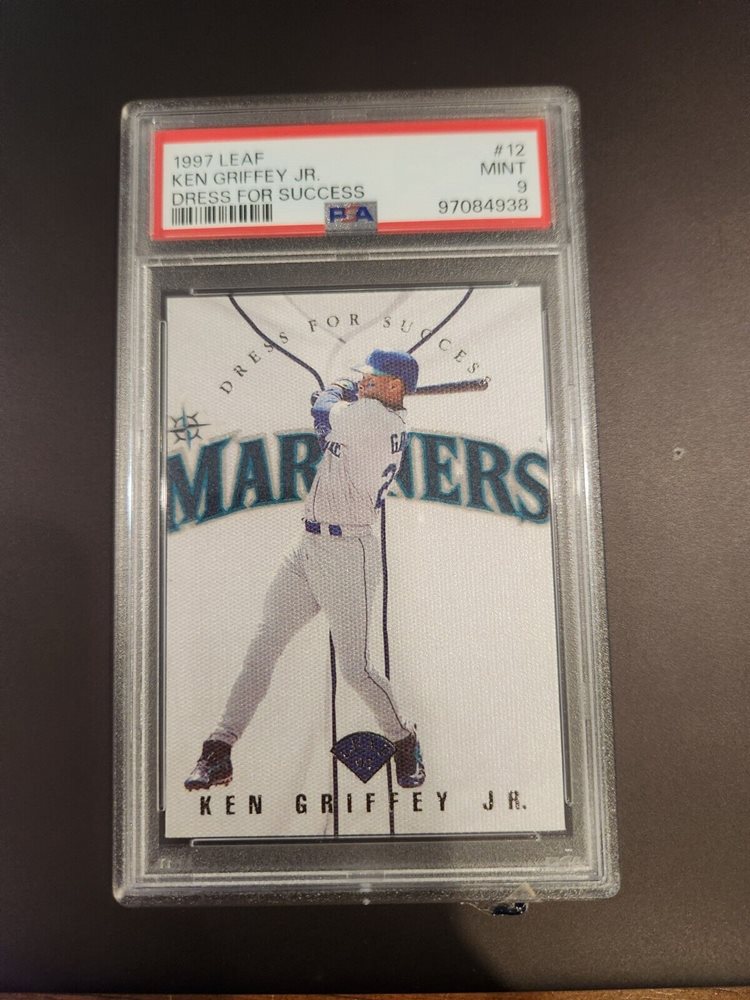 1997 LEAF #12
KEN GRIFFEY JR. MINT
DRESS FOR SUCCESS 9
PSA 97084938
DRESS FOR SUCCESS
MARINERS
KEN GRIFFEY JR.